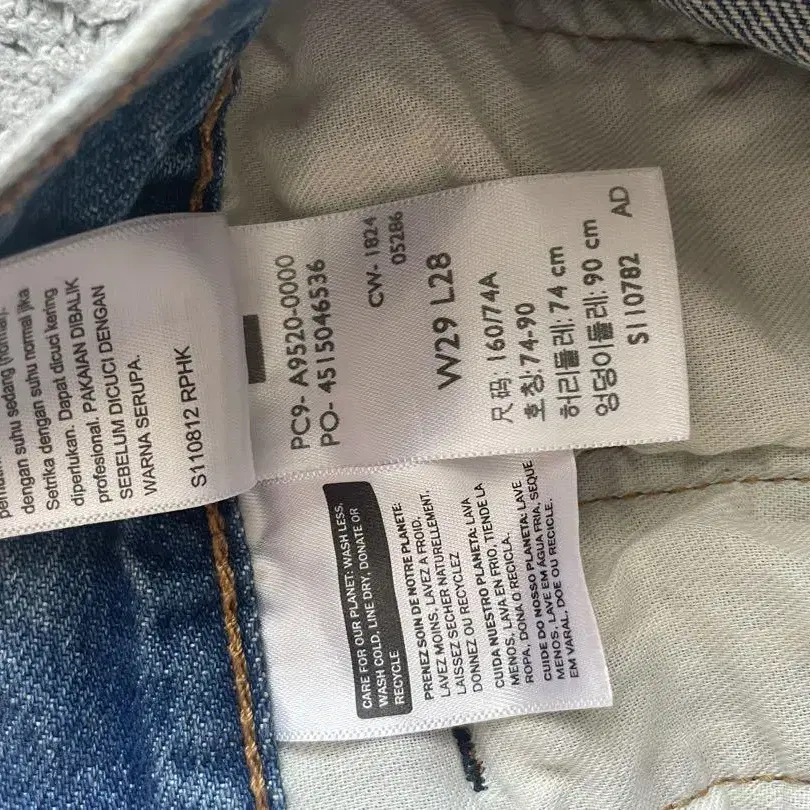 dengan suhu sedang (normal).
dengan suhu normal jika
Setrika dengan suhu normal jika
diperlukan. Dapat dicuci kering
profesional. PAKAIAN DIBALIK
SEBELUM DICUCI DENGAN
WARNA SERUPA.
S110812 RPHK
PC9- A9520-0000
PO- 4515046536
CW- 1824
05286
W29 L28
尺码: 160/74A
호칭: 74-90
허리둘레: 74 cm
엉덩이둘레: 90 cm
S110782 AD
CARE FOR OUR PLANET: WASH LESS,
WASH COLD, LINE DRY, DONATE OR
RECYCLE
PRENEZ SOIN DE NOTRE PLANETE:
LAVEZ MOINS, LAVEZ A FROID,
LAISSEZ SECHER NATURELLEMENT,
DONNEZ OU RECYCLEZ
CUIDA NUESTRO PLANETA: LAVA
MENOS, LAVA EN FRIO, TIENDE LA
ROPA, DONA O RECICLA.
CUIDE DO NOSSO PLANETA: LAVE
MENOS, LAVE EM ÁGUA FRIA, SEQUE
EM VARAL, DOE OU RECICLE.